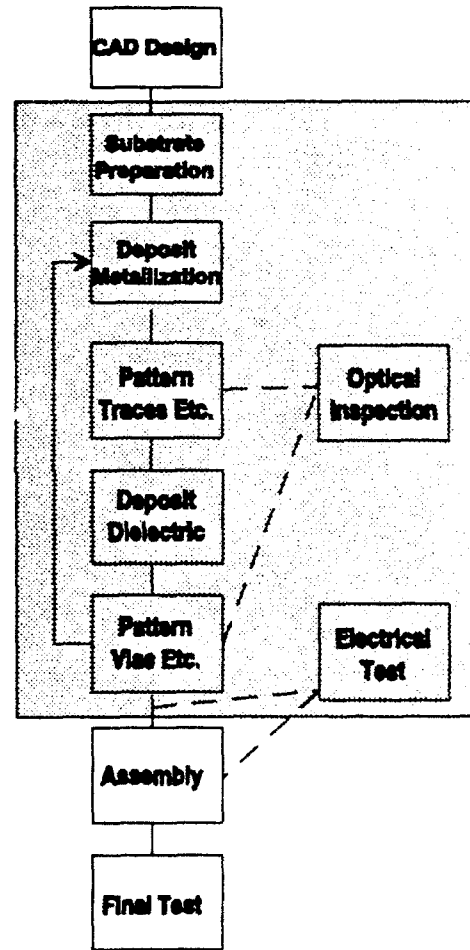 CAD Design
Substrate
Preparation
Deposit
Metallization
Pattern
Traces Etc.
Optical
Inspection
Deposit
Dielectric
Pattern
Vias Etc.
Electrical
Test
Assembly
Final Test